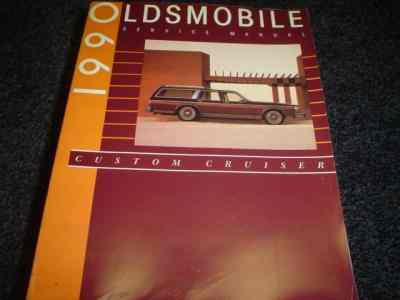 1990
OLDSMOBILE
SERVICE MANUAL
CUSTOM CRUISER